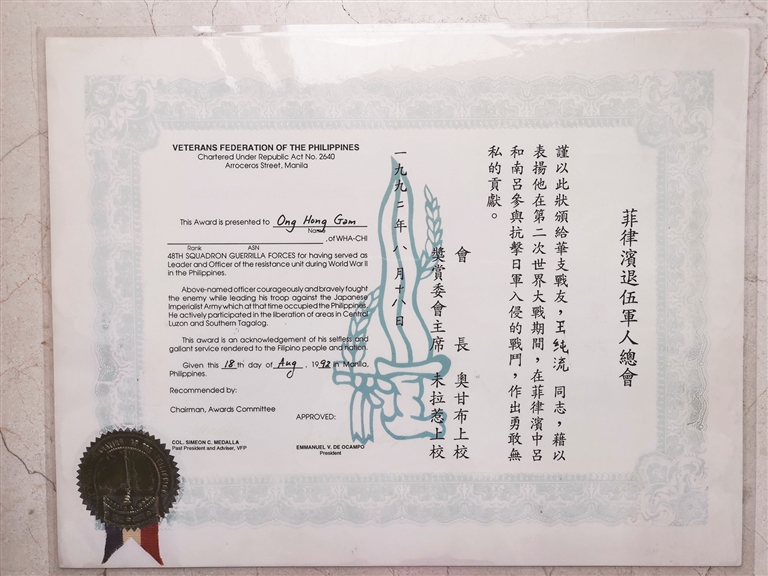 VETERANS FEDERATION OF THE PHILIPPINES
Chartered Under Republic Act No. 2640
Arroceros Street, Manila
This Award is presented to Ong Hong Gam
Name
, of WHA-CHI
Rank ASN
48TH SQUADRON GUERRILLA FORCES for having served as
Leader and Officer of the resistance unit during World War II
in the Philippines.
Above-named officer courageously and bravely fought
the enemy while leading his troop against the Japanese
Imperialist Army which at that time occupied the Philippines.
He actively participated in the liberation of areas in Central
Luzon and Southern Tagalog.
This award is an acknowledgement of his selfless and
gallant service rendered to the Filipino people and nation.
Given this 18th day of Aug, 1992 in Manila,
Philippines.
Recommended by:
Chairman, Awards Committee
APPROVED:
COL. SIMEON C. MEDALLA
Past President and Adviser, VFP
EMMANUEL V. DE OCAMPO
President
菲律濱退伍軍人總會
謹以此狀頒給華支戰友，王純流 同志，藉以
表揚他在第二次世界大戰期間，在菲律濱中呂
和南呂參與抗擊日軍入侵的戰鬥，作出勇敢無
私的貢獻。
會長 奧甘布上校
獎賞委會主席 未拉惹上校
一九九二年八月十八日